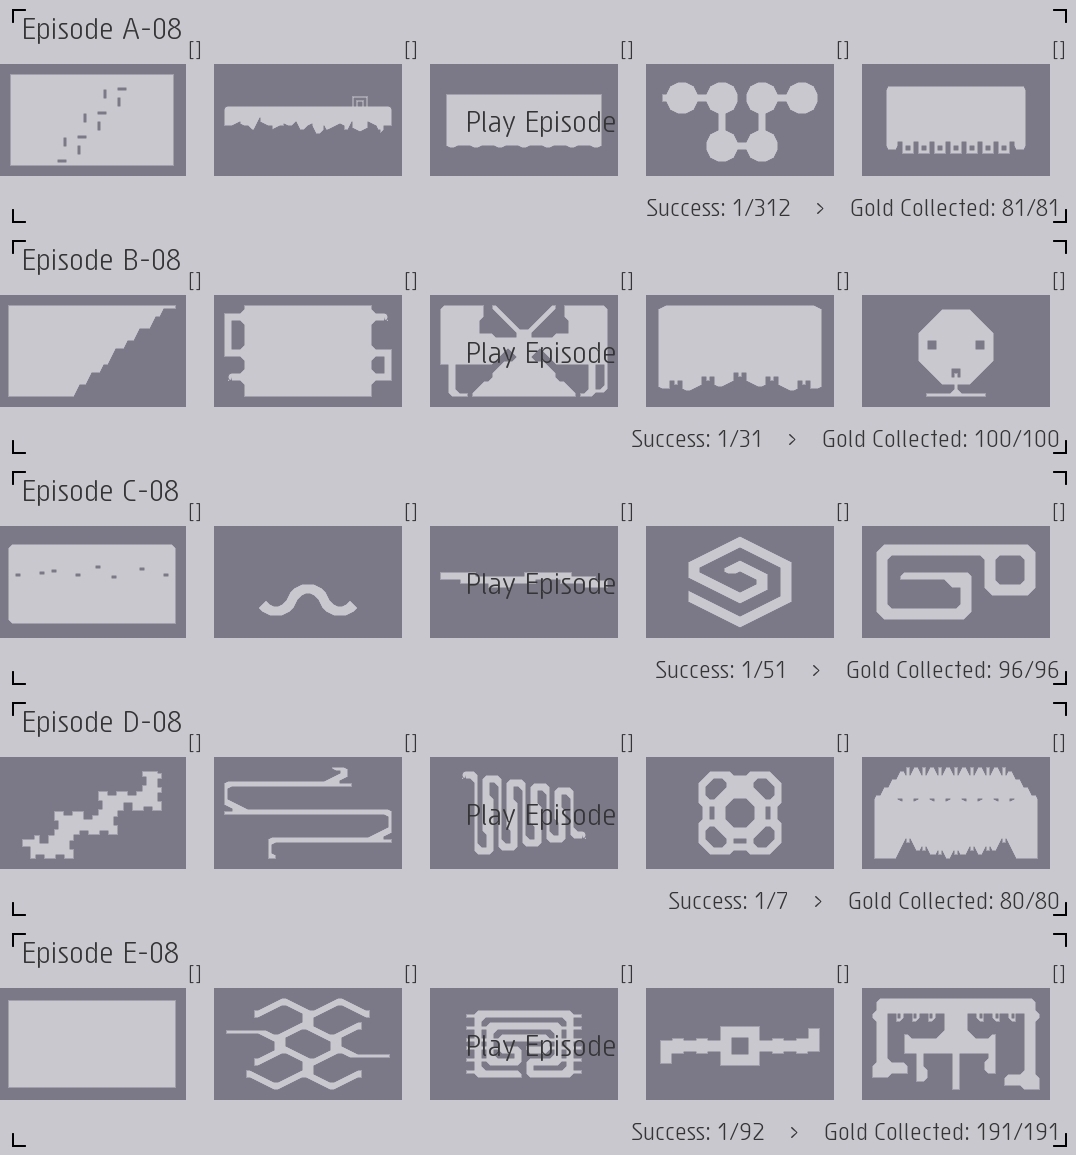 Episode A-08
[] [] [] [] []
Play Episode
Success: 1/312 > Gold Collected: 81/81
Episode B-08
[] [] [] [] []
Play Episode
Success: 1/31 > Gold Collected: 100/100
Episode C-08
[] [] [] [] []
Play Episode
Success: 1/51 > Gold Collected: 96/96
Episode D-08
[] [] [] [] []
Play Episode
Success: 1/7 > Gold Collected: 80/80
Episode E-08
[] [] [] [] []
Play Episode
Success: 1/92 > Gold Collected: 191/191